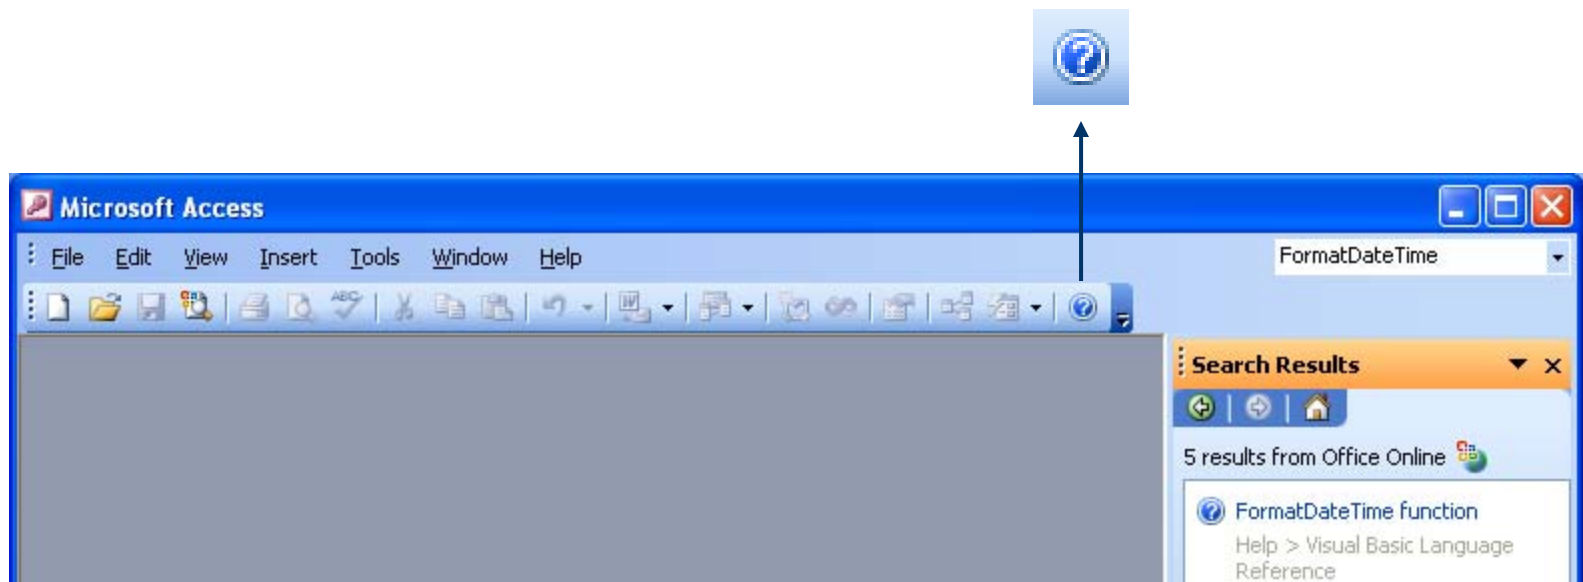 Microsoft Access
File Edit View Insert Tools Window Help
FormatDateTime
ABC
W
Search Results
5 results from Office Online
FormatDateTime function
Help > Visual Basic Language
Reference